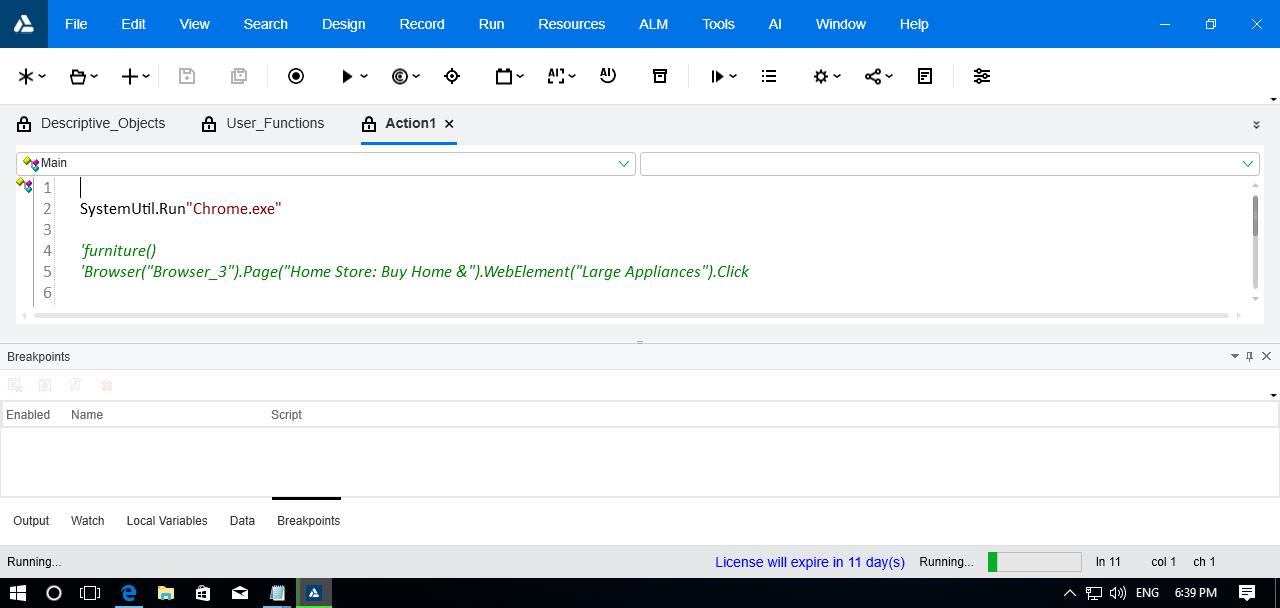 File Edit View Search Design Record Run Resources ALM Tools AI Window Help
AI AI
Descriptive_Objects User_Functions Action1
Main
1
2 SystemUtil.Run"Chrome.exe"
3
4 'furniture()
5 'Browser("Browser_3").Page("Home Store: Buy Home &").WebElement("Large Appliances").Click
6
Breakpoints
Enabled Name Script
Output Watch Local Variables Data Breakpoints
Running... License will expire in 11 day(s) Running... ln 11 col 1 ch 1
ENG 6:39 PM